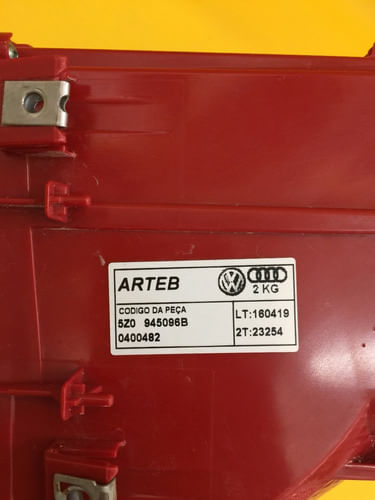 ARTEB
2 KG
CODIGO DA PEÇA
5Z0 945096B
0400482
LT:160419
2T:23254